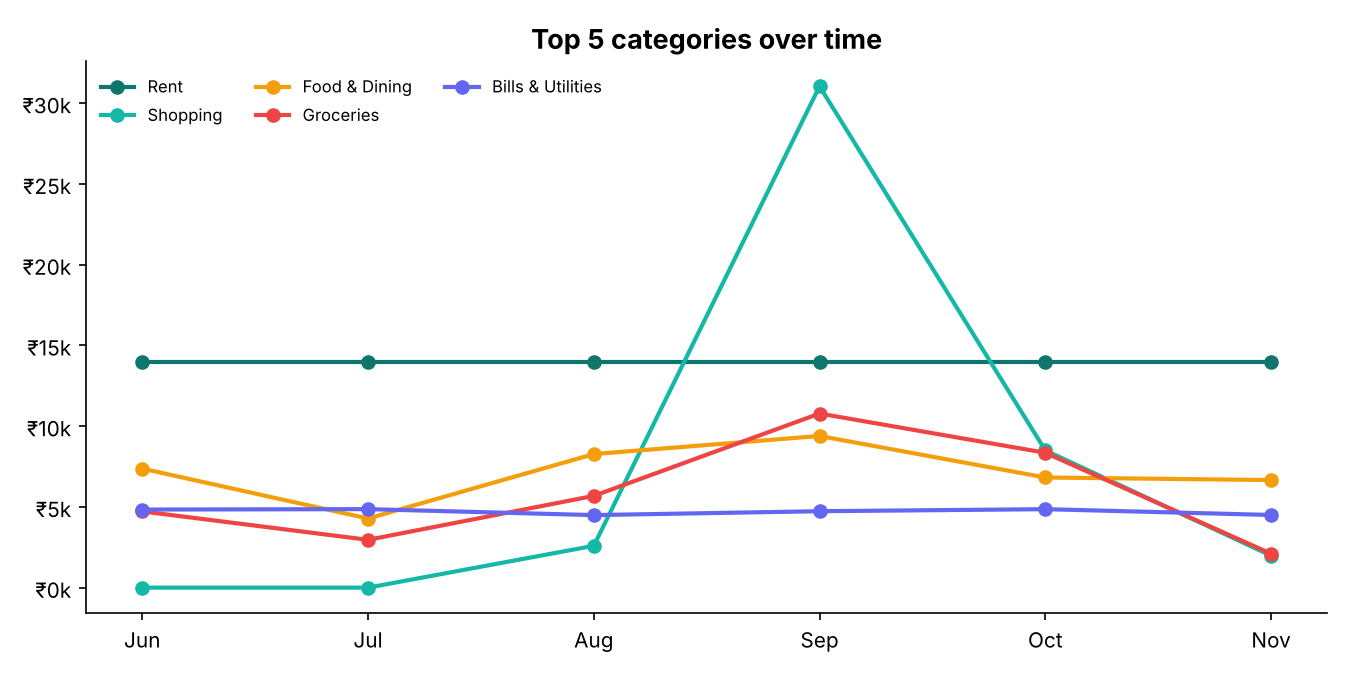 Top 5 categories over time
Rent
Food & Dining
Bills & Utilities
Shopping
Groceries
₹30k
₹25k
₹20k
₹15k
₹10k
₹5k
₹0k
Jun Jul Aug Sep Oct Nov